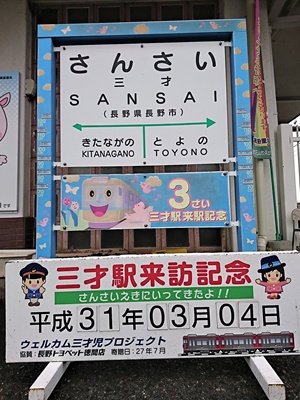 さんさい
三才
SANSAI
(長野県長野市)
きたながの
KITANAGANO
とよの
TOYONO
3さい
三才駅来駅記念
三才駅来訪記念
さんさいえきにいってきたよ!!
平成31年03月04日
ウェルカム三才児プロジェクト
協賛:長野トヨペット徳間店 寄贈日:27年7月